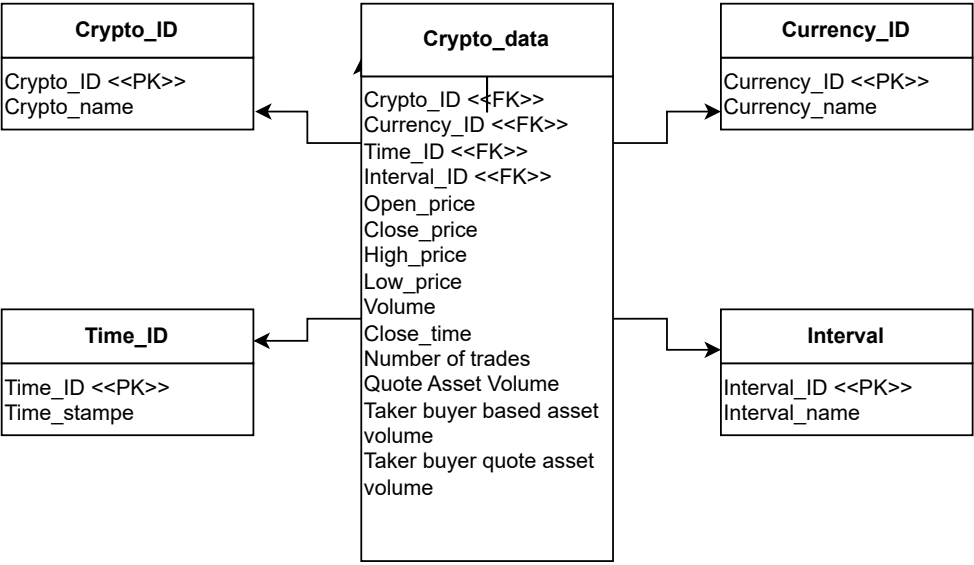 Crypto_ID
Crypto_ID <<PK>>
Crypto_name
Crypto_data
Crypto_ID <<FK>>
Currency_ID <<FK>>
Time_ID <<FK>>
Interval_ID <<FK>>
Open_price
Close_price
High_price
Low_price
Volume
Close_time
Number of trades
Quote Asset Volume
Taker buyer based asset
volume
Taker buyer quote asset
volume
Currency_ID
Currency_ID <<PK>>
Currency_name
Time_ID
Time_ID <<PK>>
Time_stampe
Interval
Interval_ID <<PK>>
Interval_name